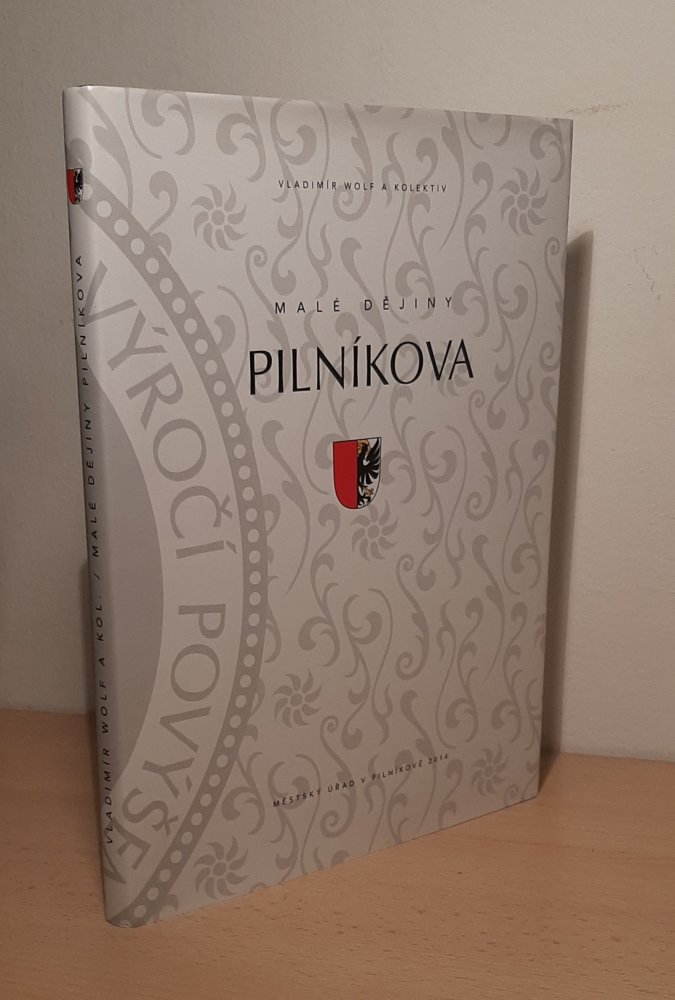 VLADIMÍR WOLF A KOLEKTIV
MALÉ DĚJINY
PILNÍKOVA
MĚSTSKÝ ÚŘAD V PILNÍKOVĚ 2014
VÝROČÍ POVÝŠE
VLADIMÍR WOLF A KOL. / MALÉ DĚJINY PILNÍKOVA